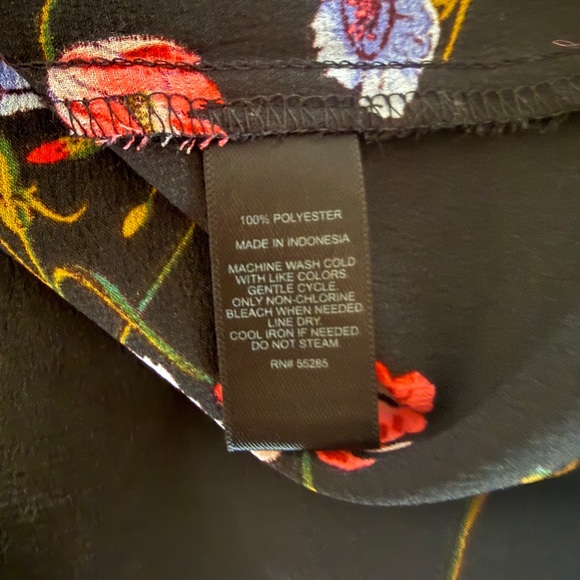 100% POLYESTER
MADE IN INDONESIA
MACHINE WASH COLD
WITH LIKE COLORS.
GENTLE CYCLE.
ONLY NON-CHLORINE
BLEACH WHEN NEEDED.
LINE DRY.
COOL IRON IF NEEDED.
DO NOT STEAM.
RN# 55285